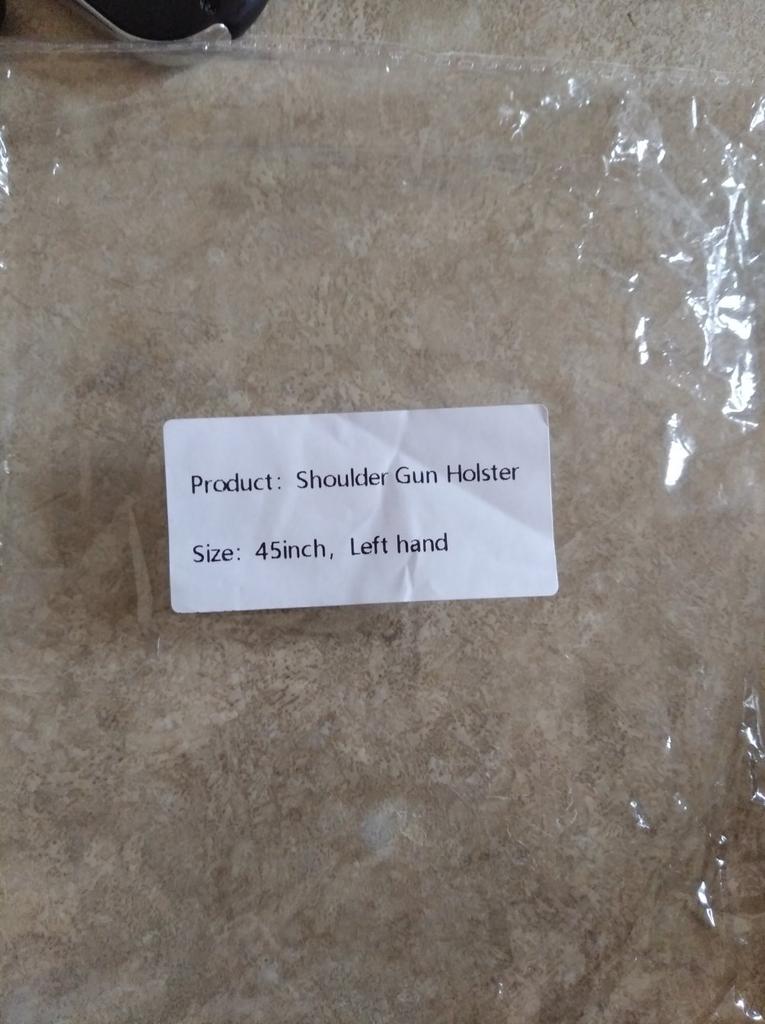 Product: Shoulder Gun Holster
Size: 45inch, Left hand